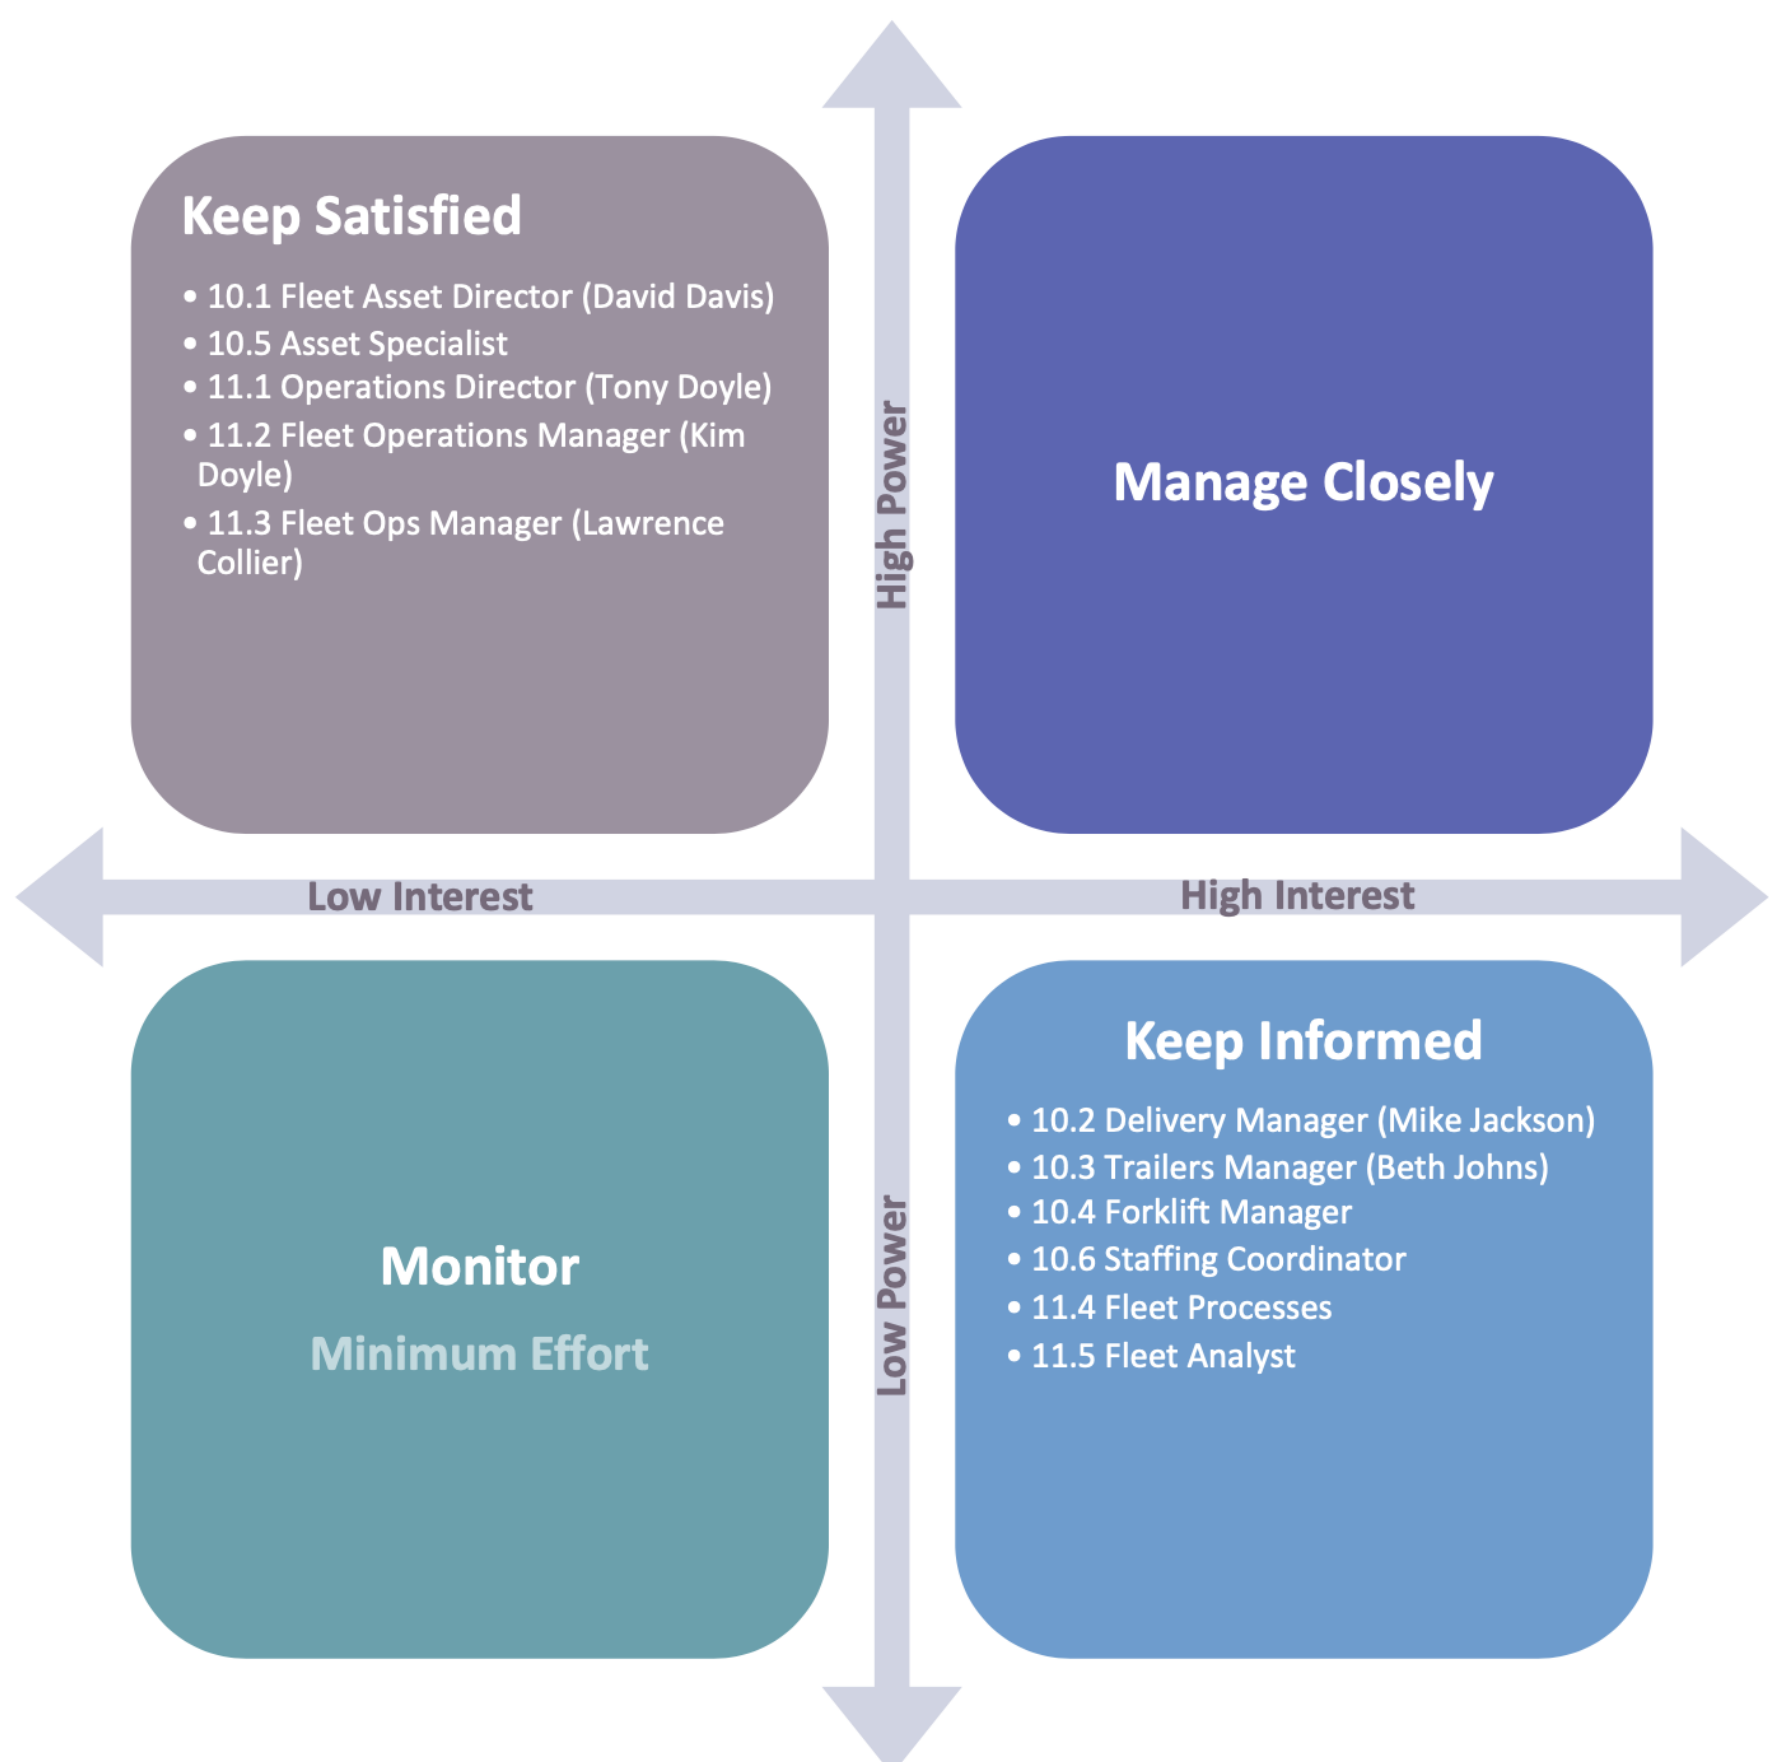 Keep Satisfied
• 10.1 Fleet Asset Director (David Davis)
• 10.5 Asset Specialist
• 11.1 Operations Director (Tony Doyle)
• 11.2 Fleet Operations Manager (Kim
Doyle)
• 11.3 Fleet Ops Manager (Lawrence
Collier)
High Power
Manage Closely
Low Interest
High Interest
Monitor
Minimum Effort
Low Power
Keep Informed
• 10.2 Delivery Manager (Mike Jackson)
• 10.3 Trailers Manager (Beth Johns)
• 10.4 Forklift Manager
• 10.6 Staffing Coordinator
• 11.4 Fleet Processes
• 11.5 Fleet Analyst